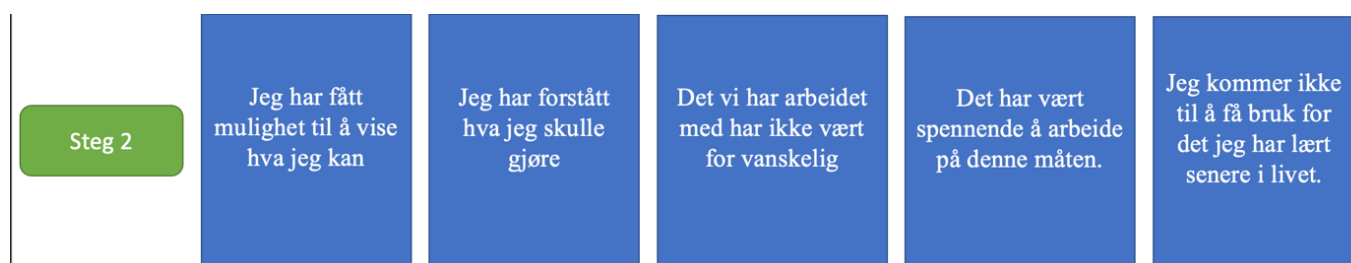 Steg 2
Jeg har fått
mulighet til å vise
hva jeg kan
Jeg har forstått
hva jeg skulle
gjøre
Det vi har arbeidet
med har ikke vært
for vanskelig
Det har vært
spennende å arbeide
på denne måten.
Jeg kommer ikke
til å få bruk for
det jeg har lært
senere i livet.